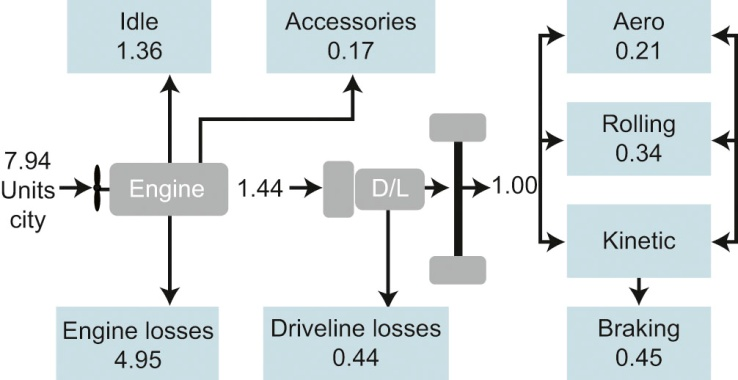 Idle
1.36
Accessories
0.17
Aero
0.21
7.94
Units
city
Engine
1.44
D/L
1.00
Rolling
0.34
Kinetic
Engine losses
4.95
Driveline losses
0.44
Braking
0.45